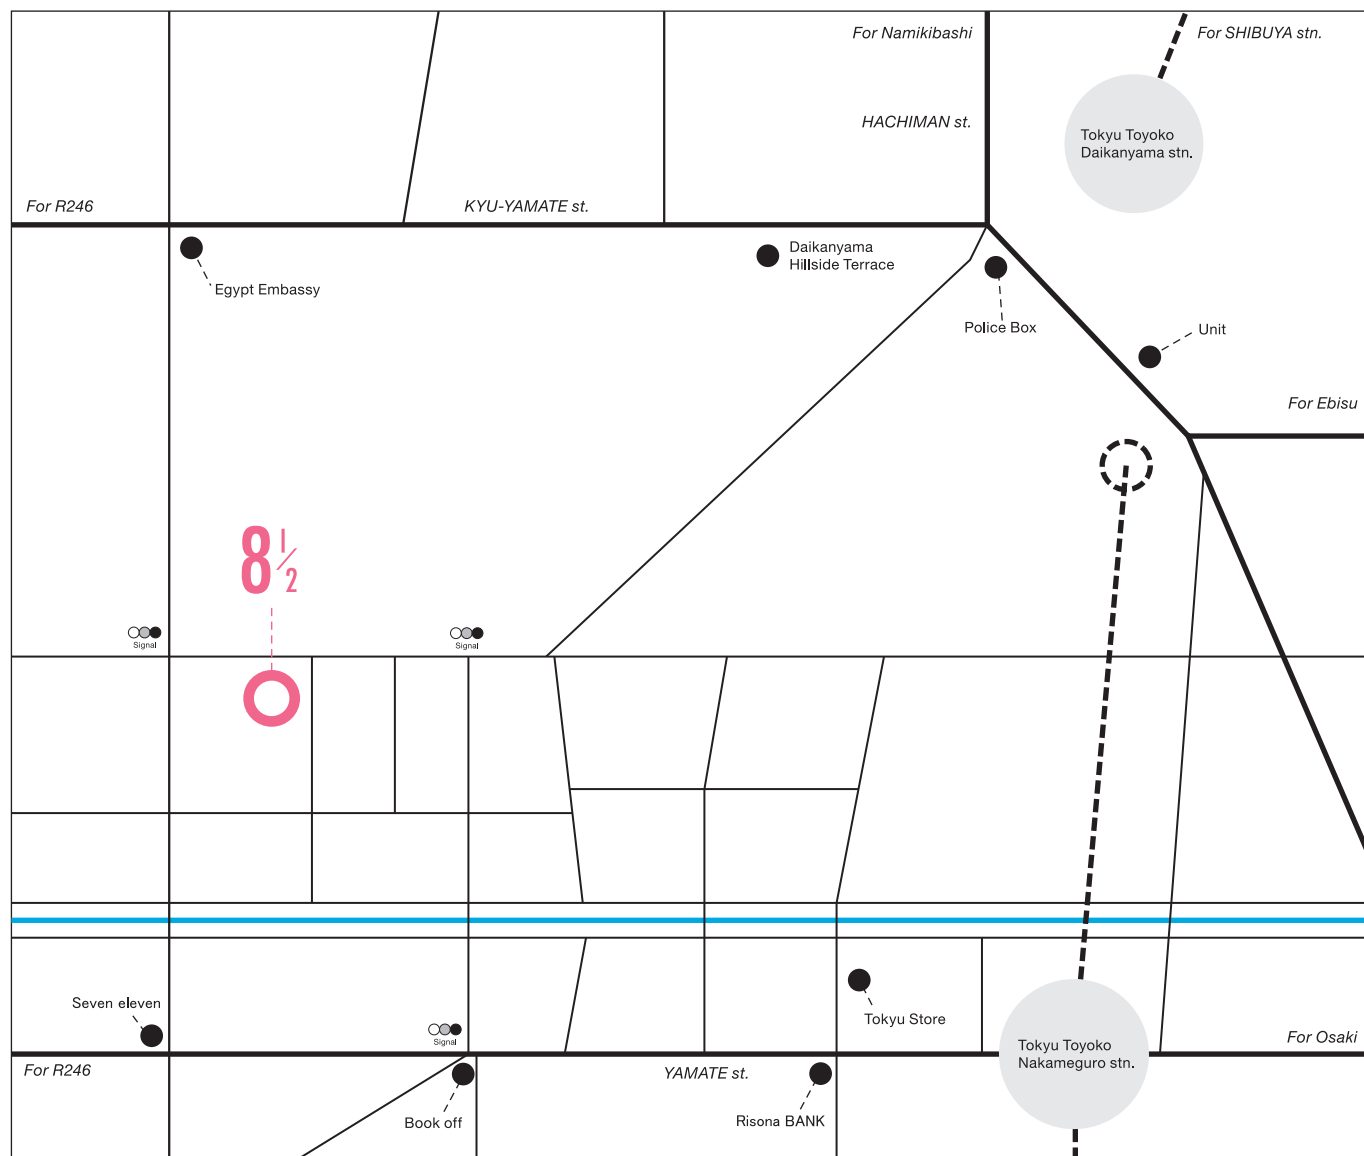 For Namikibashi
For SHIBUYA stn.
HACHIMAN st.
Tokyu Toyoko
Daikanyama stn.
For R246
KYU-YAMATE st.
Daikanyama
Hillside Terrace
Egypt Embassy
Police Box
Unit
For Ebisu
8 1/2
Signal
Signal
Seven eleven
Tokyu Store
Signal
For Osaki
Tokyu Toyoko
Nakameguro stn.
For R246
YAMATE st.
Book off
Risona BANK